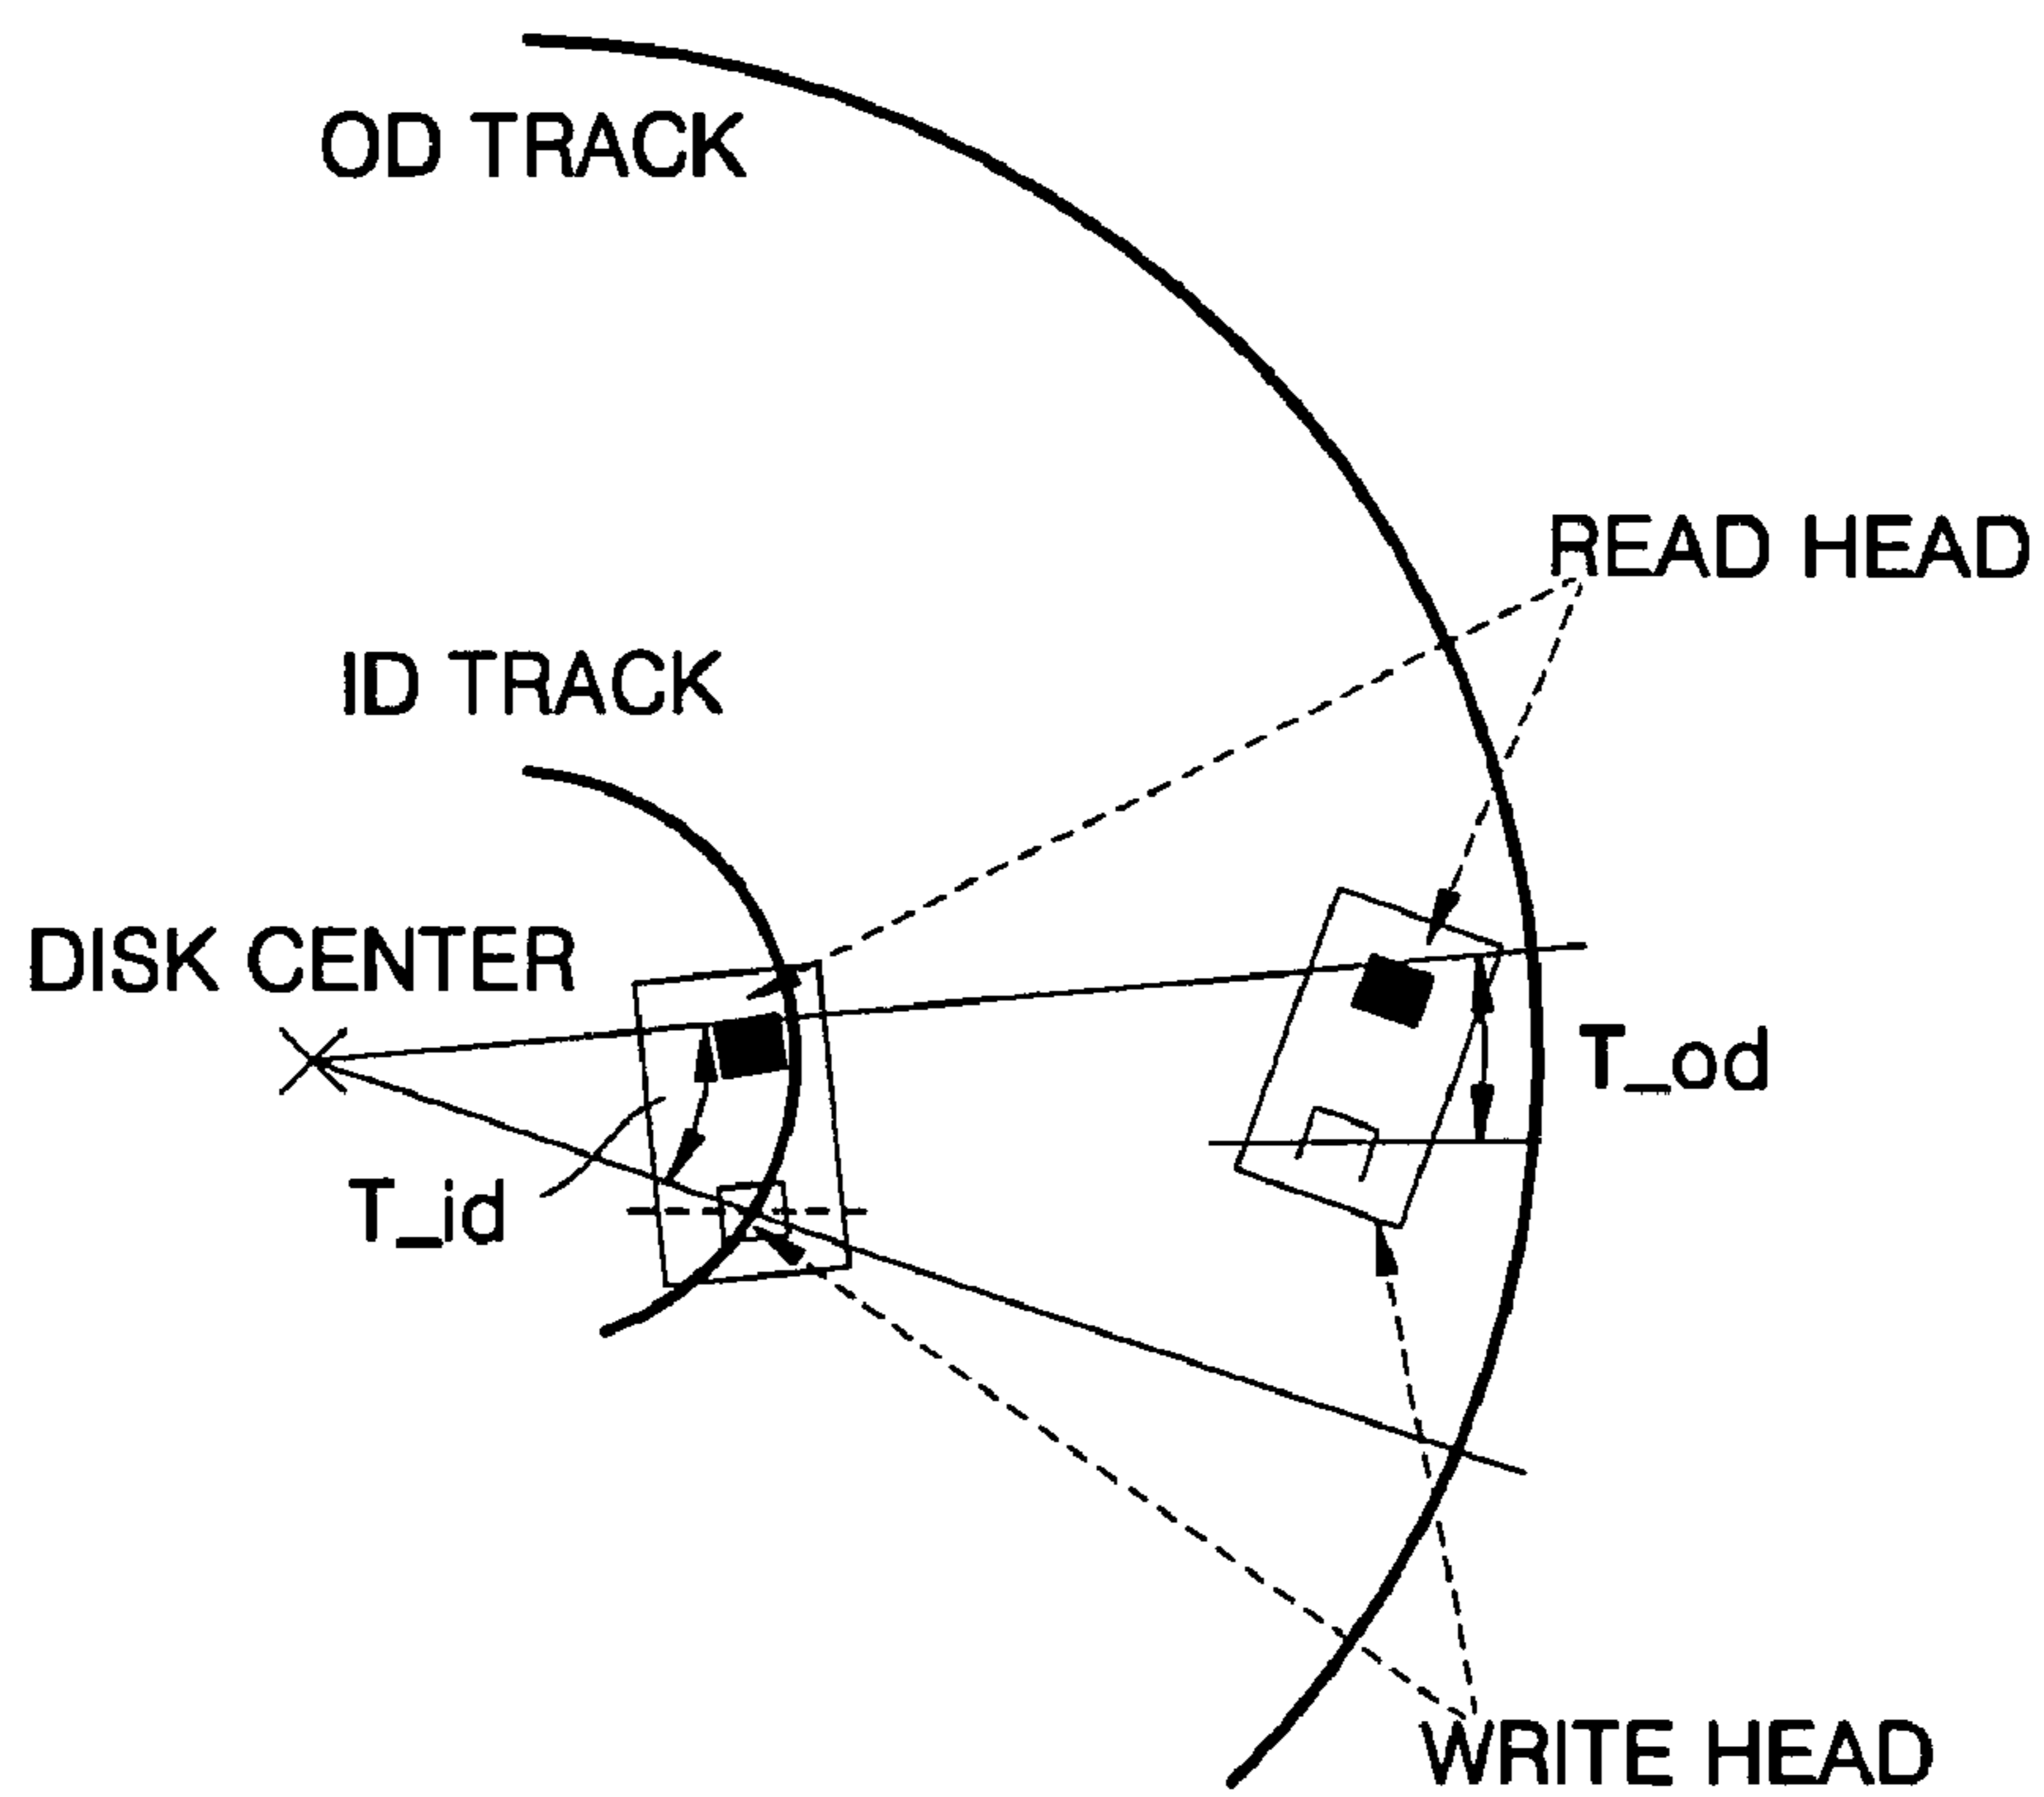 OD TRACK
READ HEAD
ID TRACK
DISK CENTER
T_od
T_id
WRITE HEAD